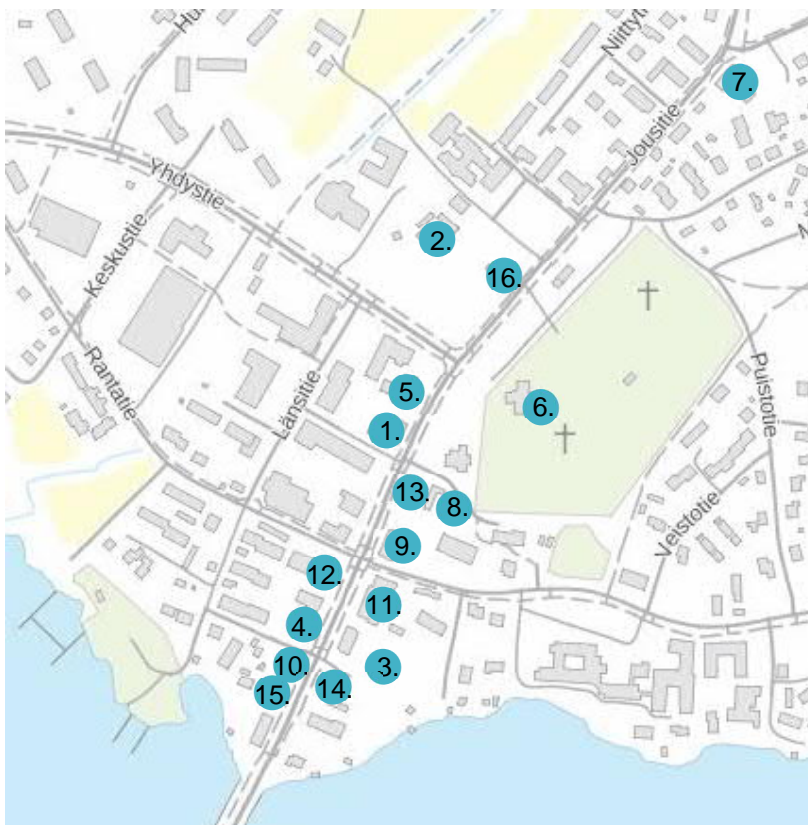 Niittyt
7.
Jousitie
Yhdystie
2.
Keskustie
16.
Rantatie
Länsitie
5.
6.
Puistotie
1.
13.
8.
Veistotie
9.
12.
11.
4.
10.
3.
14.
15.